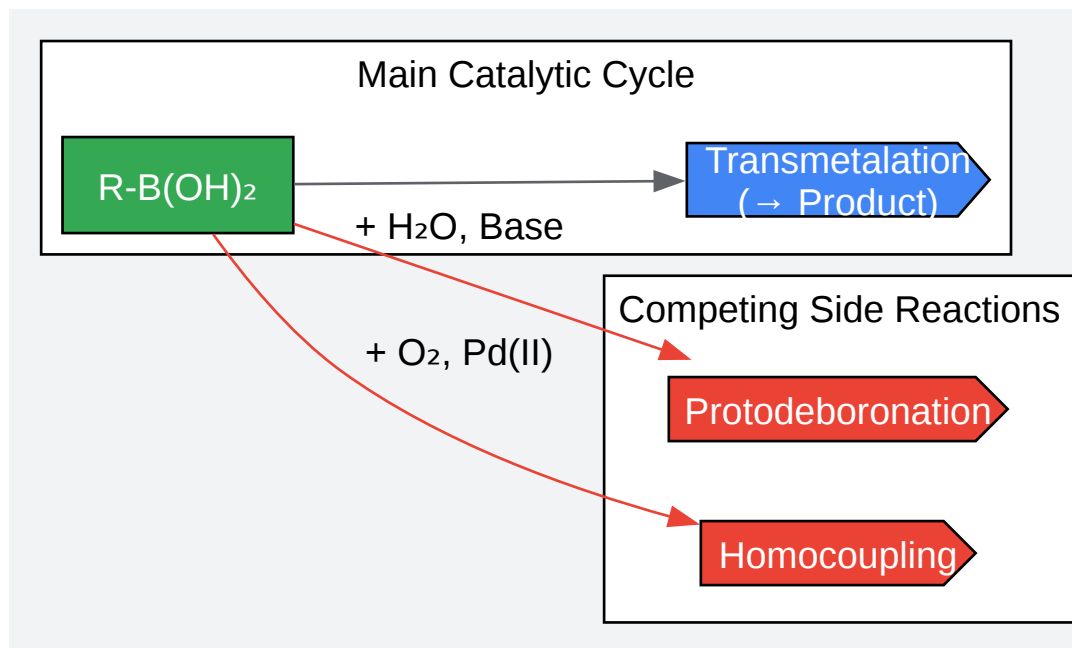 Main Catalytic Cycle
R-B(OH)₂
Transmetalation
(→ Product)
+ H₂O, Base
Competing Side Reactions
+ O₂, Pd(II)
Protodeboronation
Homocoupling